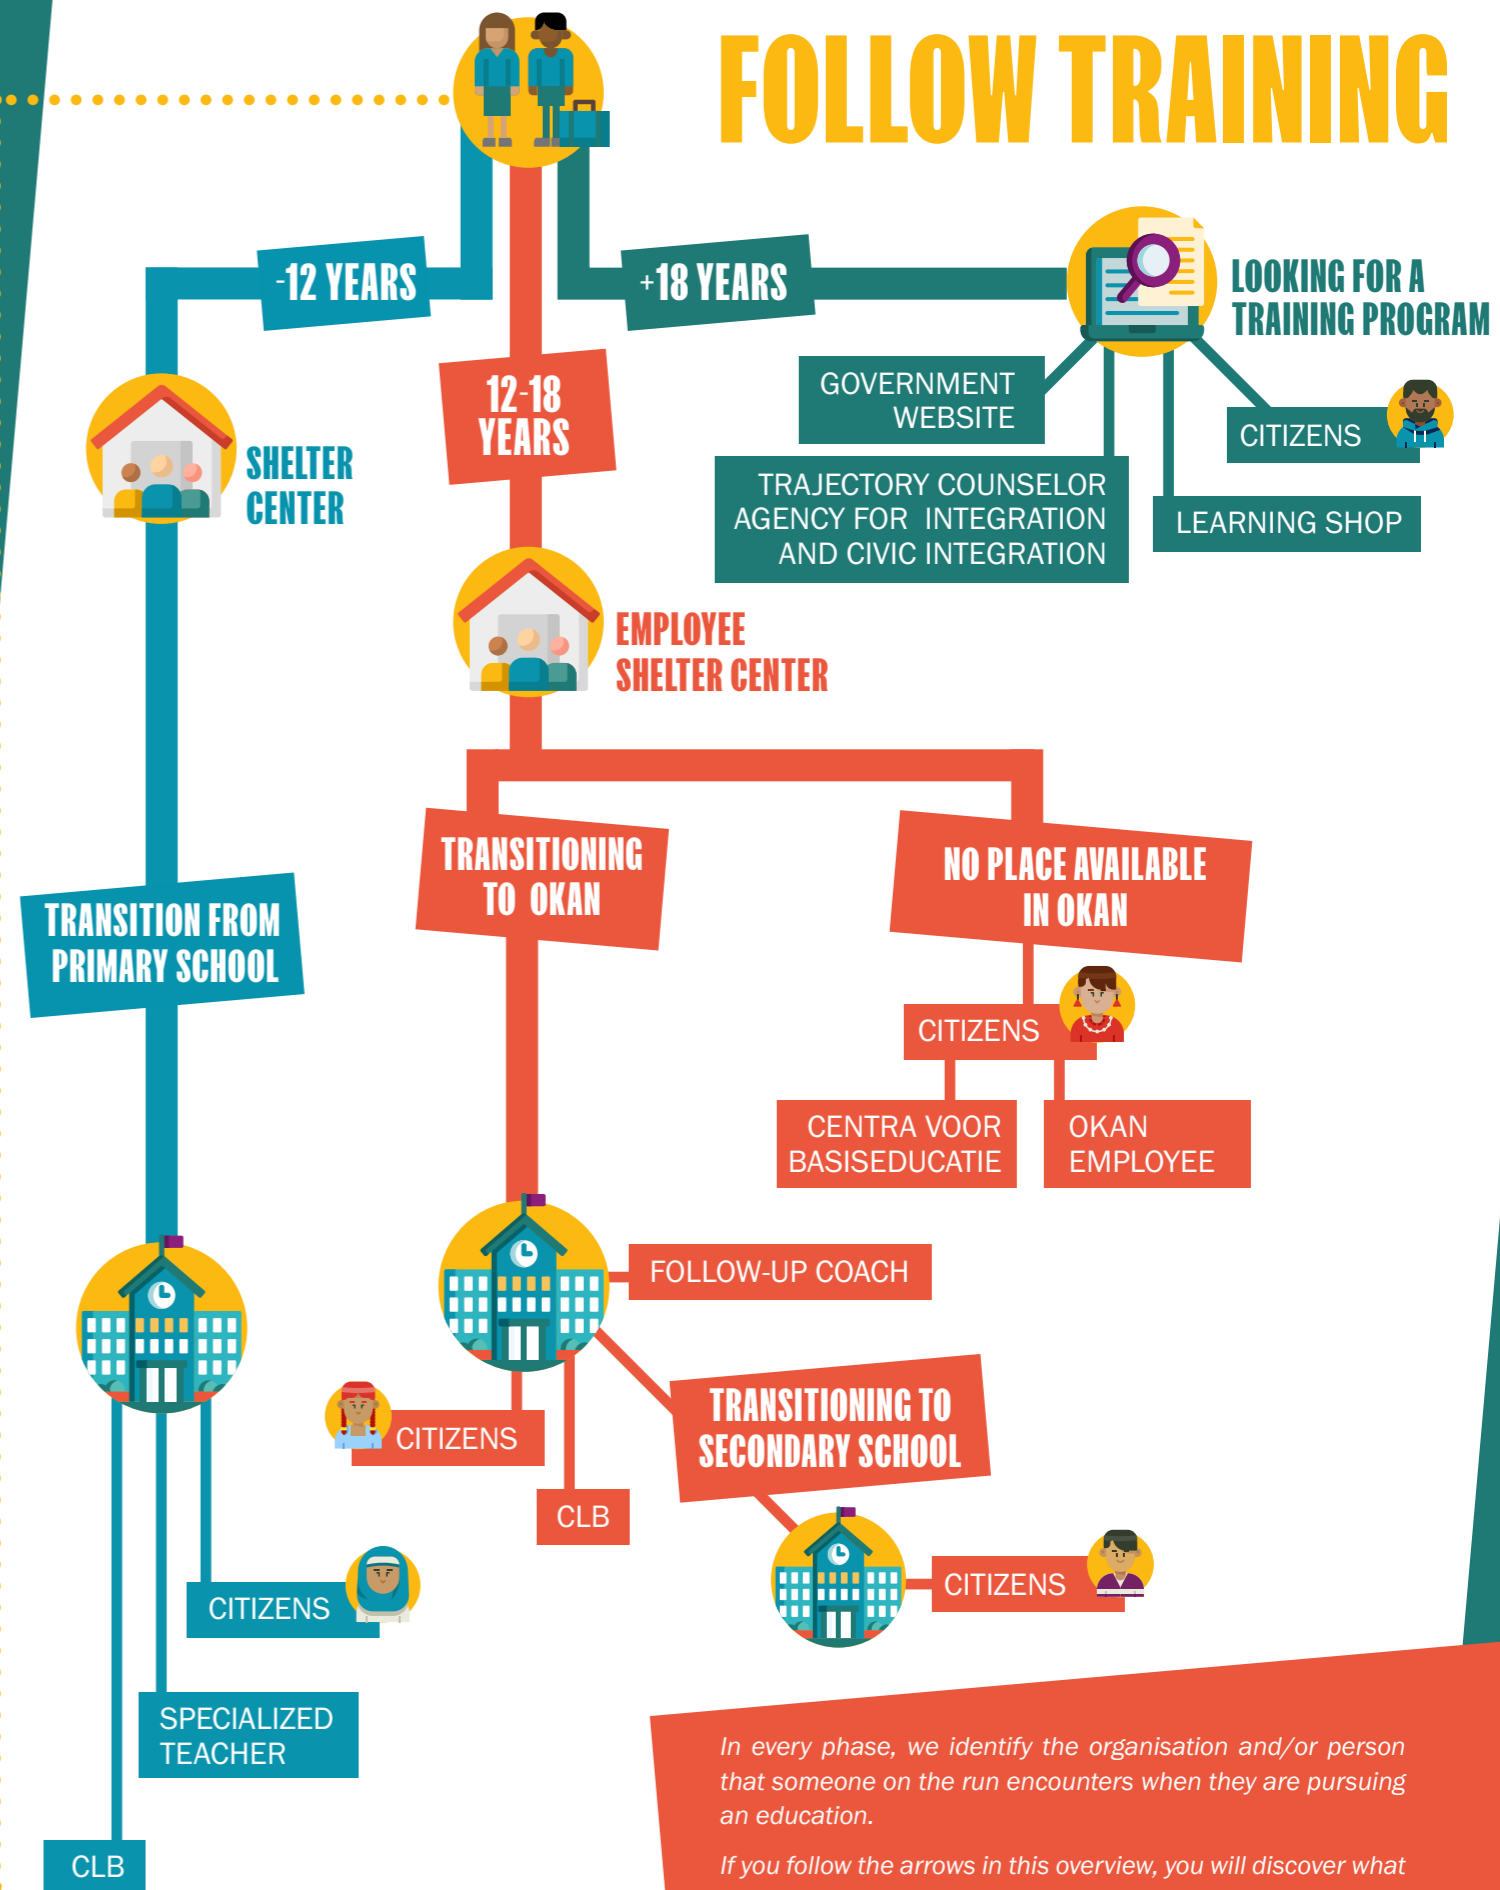 FOLLOW TRAINING
-12 YEARS
+18 YEARS
LOOKING FOR A
TRAINING PROGRAM
12-18
YEARS
GOVERNMENT
WEBSITE
CITIZENS
SHELTER
CENTER
TRAJECTORY COUNSELOR
AGENCY FOR INTEGRATION
AND CIVIC INTEGRATION
LEARNING SHOP
EMPLOYEE
SHELTER CENTER
TRANSITIONING
TO OKAN
NO PLACE AVAILABLE
IN OKAN
TRANSITION FROM
PRIMARY SCHOOL
CITIZENS
CENTRA VOOR
BASISEDUCATIE
OKAN
EMPLOYEE
FOLLOW-UP COACH
TRANSITIONING TO
SECONDARY SCHOOL
CITIZENS
CLB
CITIZENS
CITIZENS
SPECIALIZED
TEACHER
CLB
In every phase, we identify the organisation and/or person
that someone on the run encounters when they are pursuing
an education.
If you follow the arrows in this overview, you will discover what